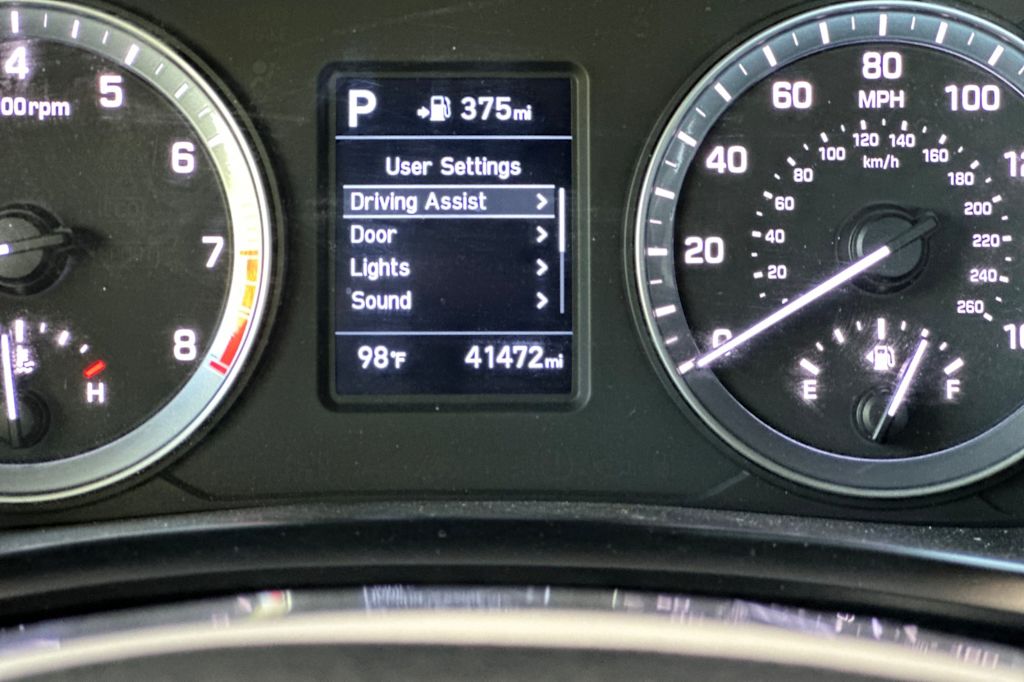 4
5
00rpm
6
7
8
H
P 375mi
User Settings
Driving Assist >
Door >
Lights >
Sound >
98°F 41472mi
0
20
40
60
80
100
MPH
20
40
60
80
100
120
140
160
180
200
220
240
260
km/h
E
F